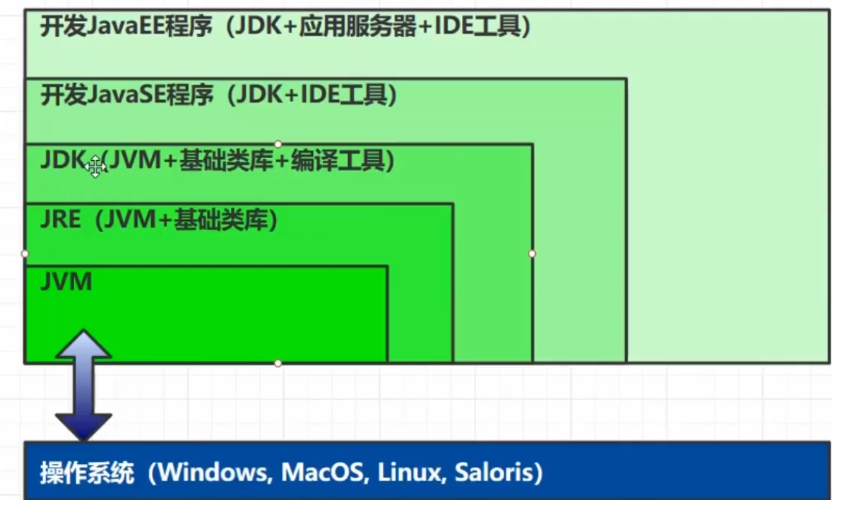 开发JavaEE程序（JDK+应用服务器+IDE工具）
开发JavaSE程序（JDK+IDE工具）
JDK（JVM+基础类库+编译工具）
JRE（JVM+基础类库）
JVM
操作系统（Windows, MacOS, Linux, Saloris）